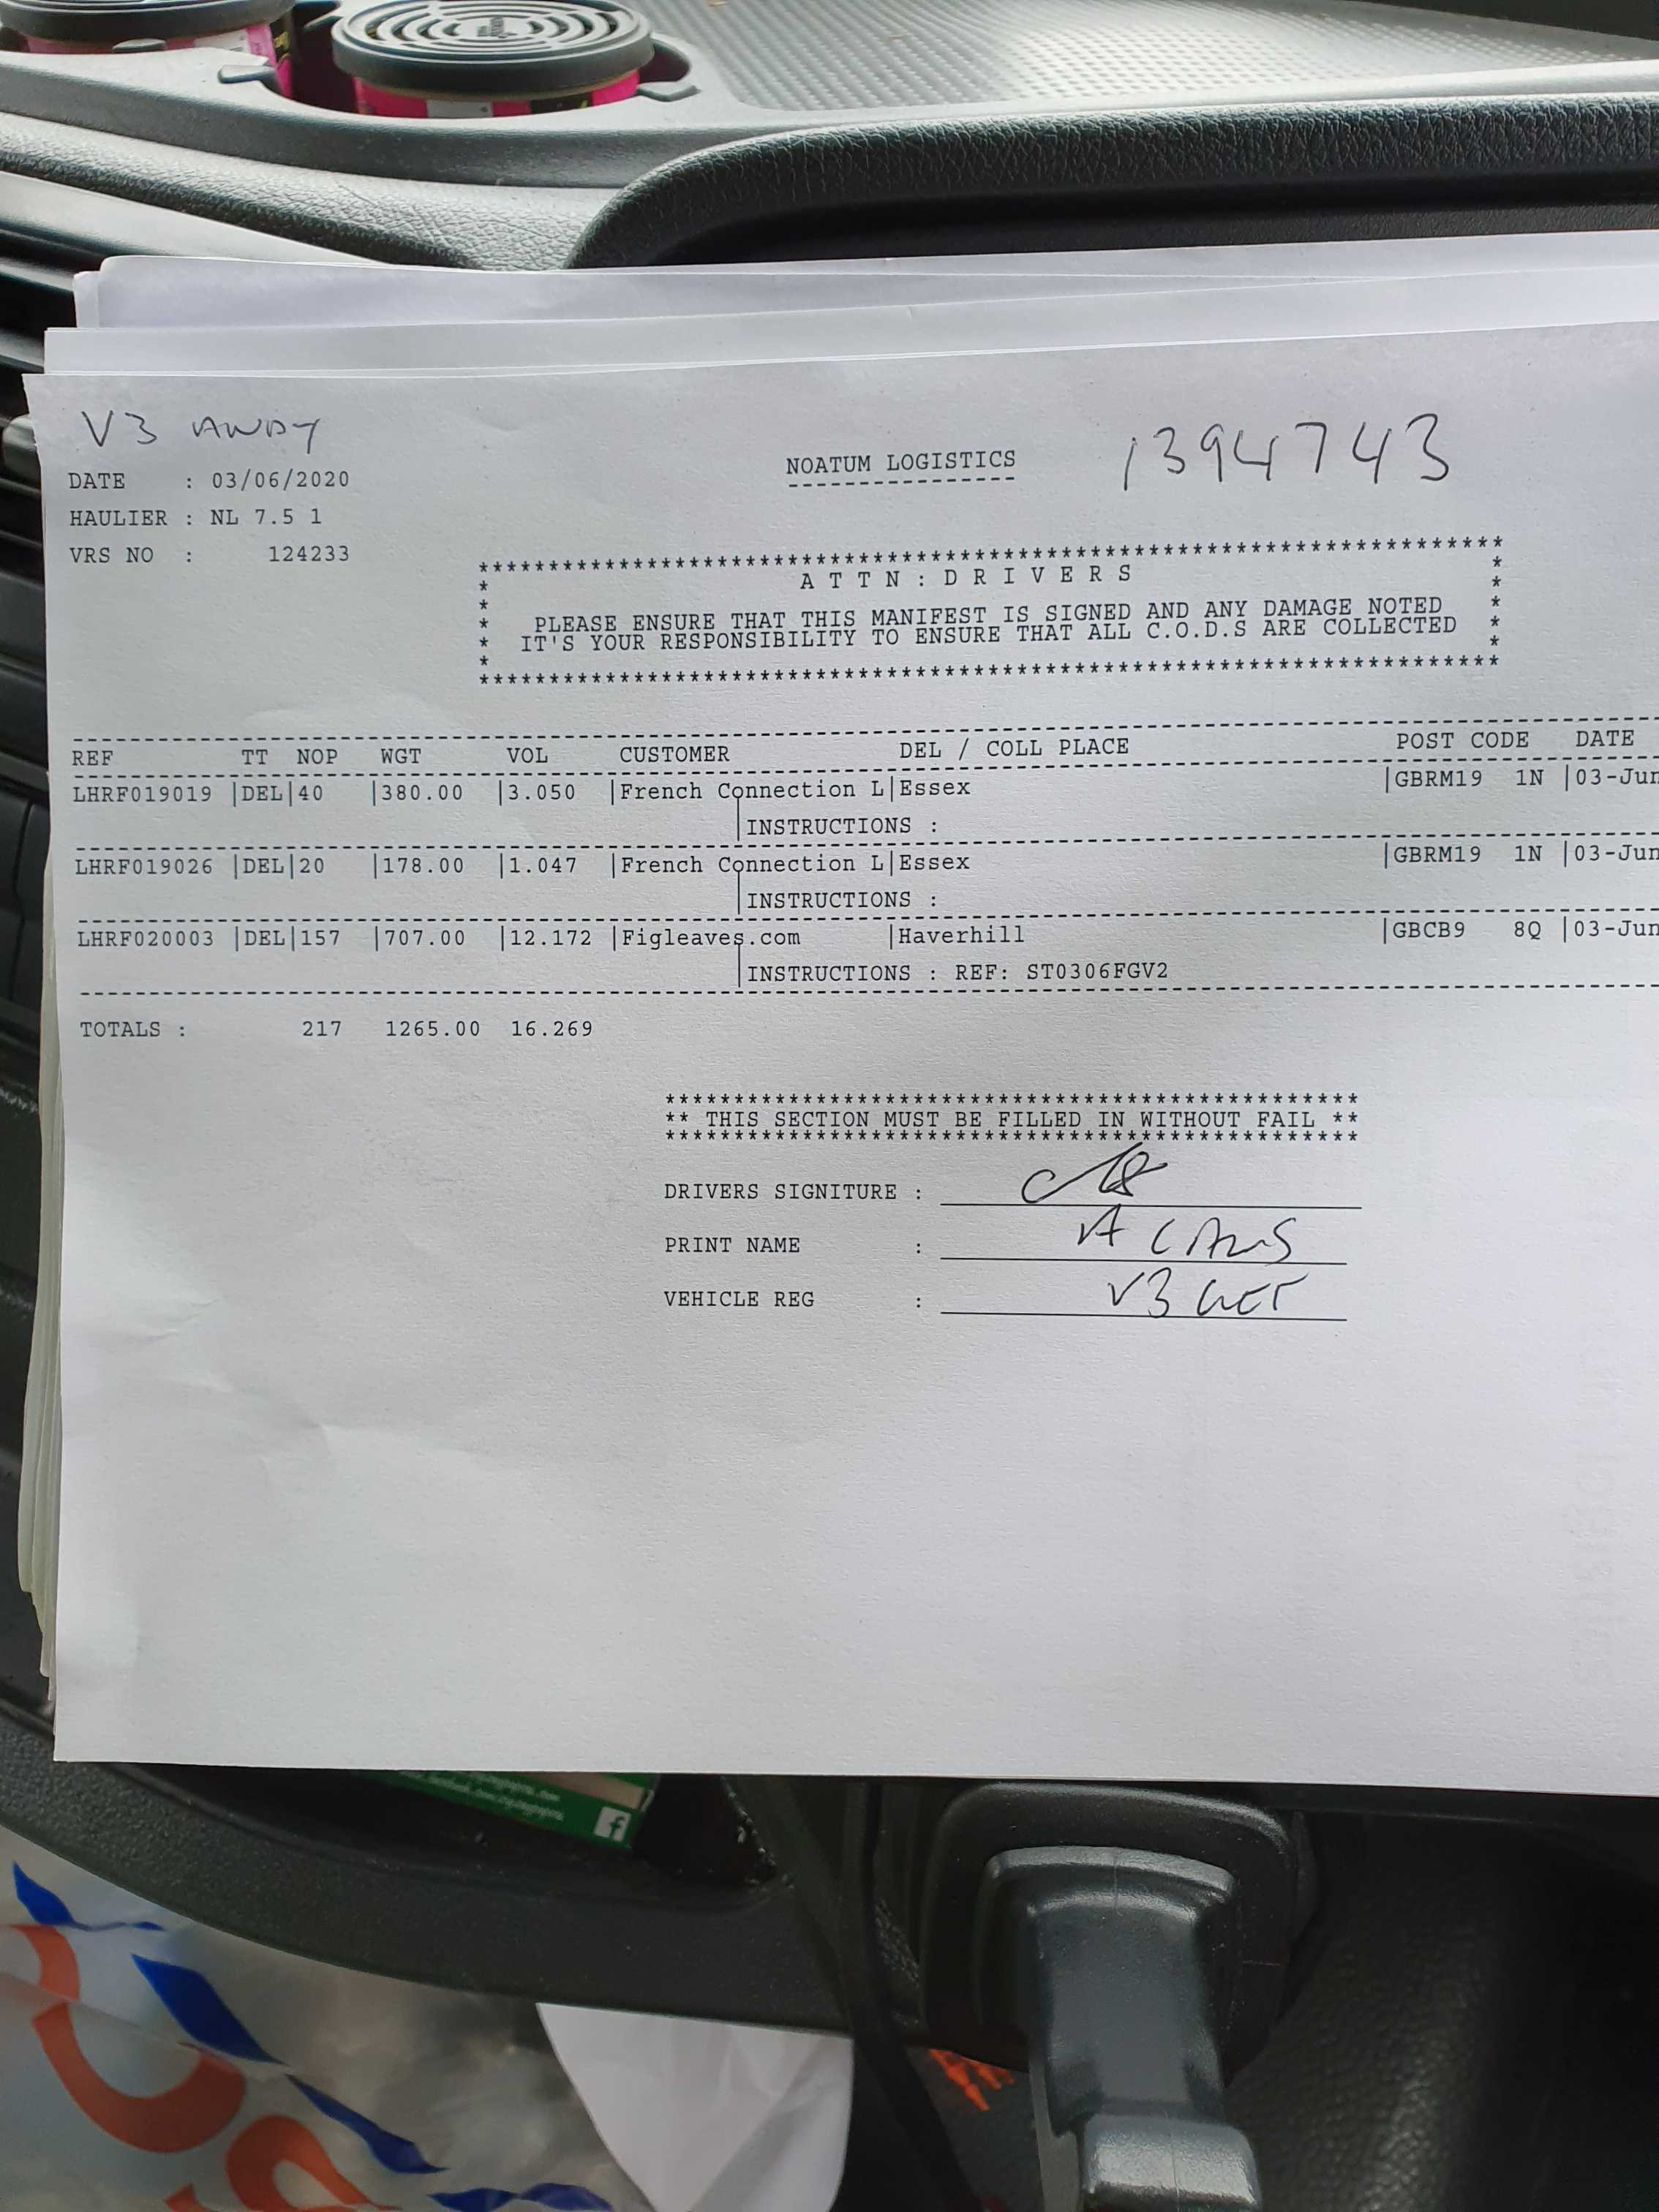 V3 ANDY
1394743
NOATUM LOGISTICS
---------------
DATE : 03/06/2020
HAULIER : NL 7.5 1
VRS NO : 124233
ATTN:DRIVERS
PLEASE ENSURE THAT THIS MANIFEST IS SIGNED AND ANY DAMAGE NOTED
IT'S YOUR RESPONSIBILITY TO ENSURE THAT ALL C.O.D.S ARE COLLECTED
REF TT NOP WGT VOL CUSTOMER DEL / COLL PLACE POST CODE DATE
LHRF019019 |DEL|40 |380.00 |3.050 |French Connection L|Essex |GBRM19 1N |03-Jun
|INSTRUCTIONS :
LHRF019026 |DEL|20 |178.00 |1.047 |French Connection L|Essex |GBRM19 1N |03-Jun
|INSTRUCTIONS :
LHRF020003 |DEL|157 |707.00 |12.172 |Figleaves.com |Haverhill |GBCB9 8Q |03-Jun
|INSTRUCTIONS : REF: ST0306FGV2
TOTALS : 217 1265.00 16.269
** THIS SECTION MUST BE FILLED IN WITHOUT FAIL **
DRIVERS SIGNITURE :
PRINT NAME : A
VEHICLE REG : V3